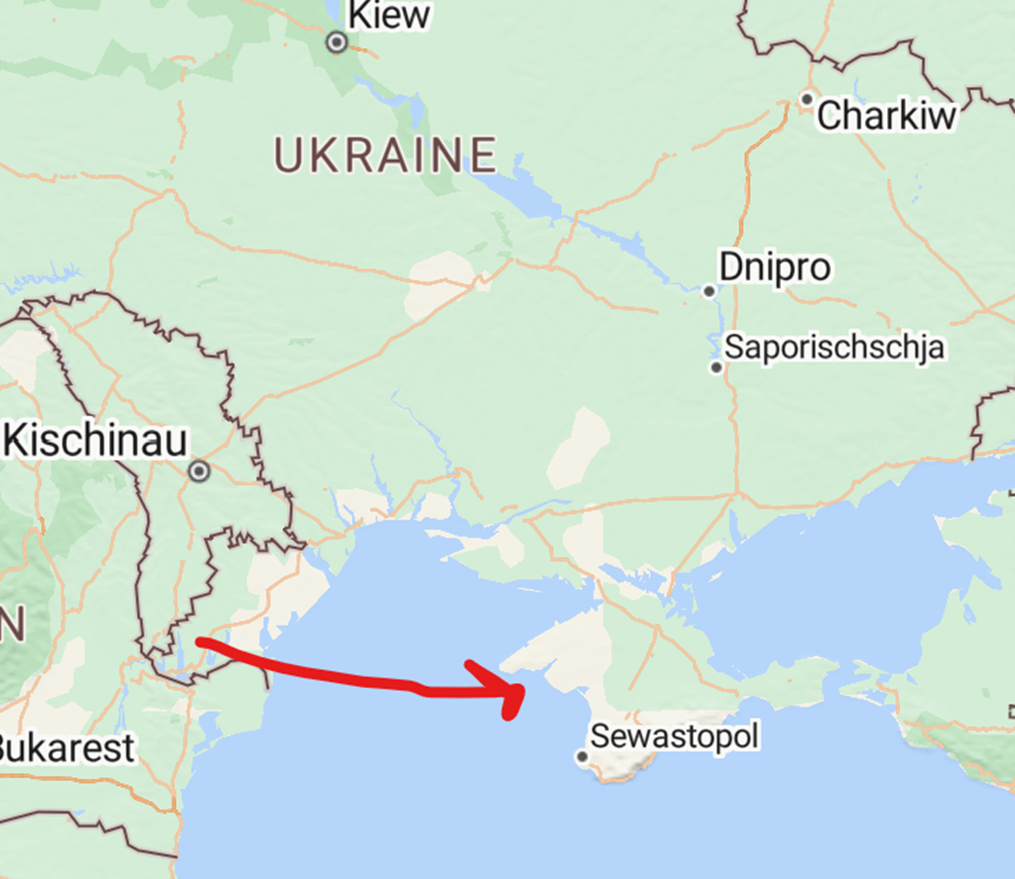 Kiew
Charkiw
UKRAINE
Dnipro
Saporischschja
Kischinau
N
Bukarest
Sewastopol